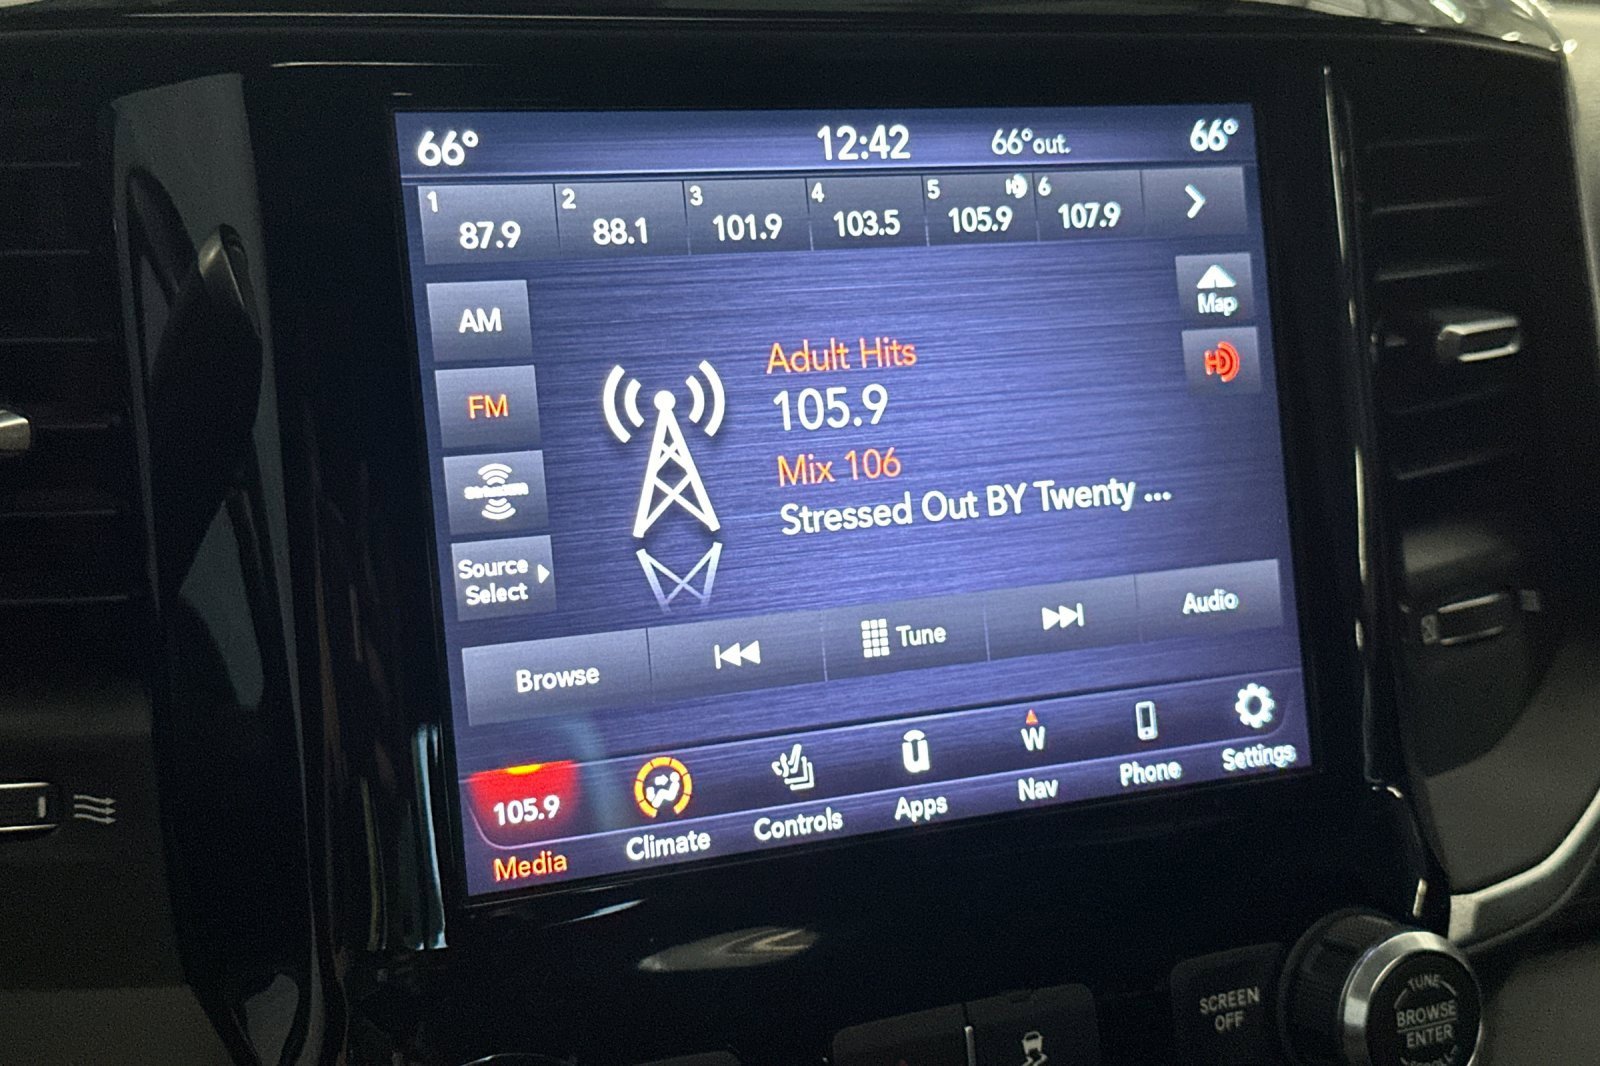 66° 12:42 66°out. 66°
1 87.9 2 88.1 3 101.9 4 103.5 5 HD 105.9 6 107.9
AM
Map
FM
HD
Adult Hits
105.9
Mix 106
Stressed Out BY Twenty ...
Source
Select
Browse
Tune
Audio
105.9
Media
Climate
Controls
Apps
W
Nav
Phone
Settings
SCREEN
OFF
TUNE
BROWSE
ENTER